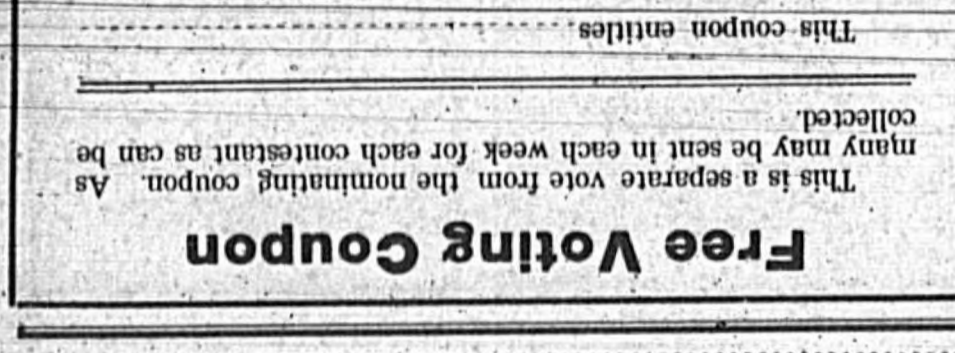 Free Voting Coupon
This is a separate vote from the nominating coupon. As
many may be sent in each week for each contestant as can be
collected.
This coupon entitles